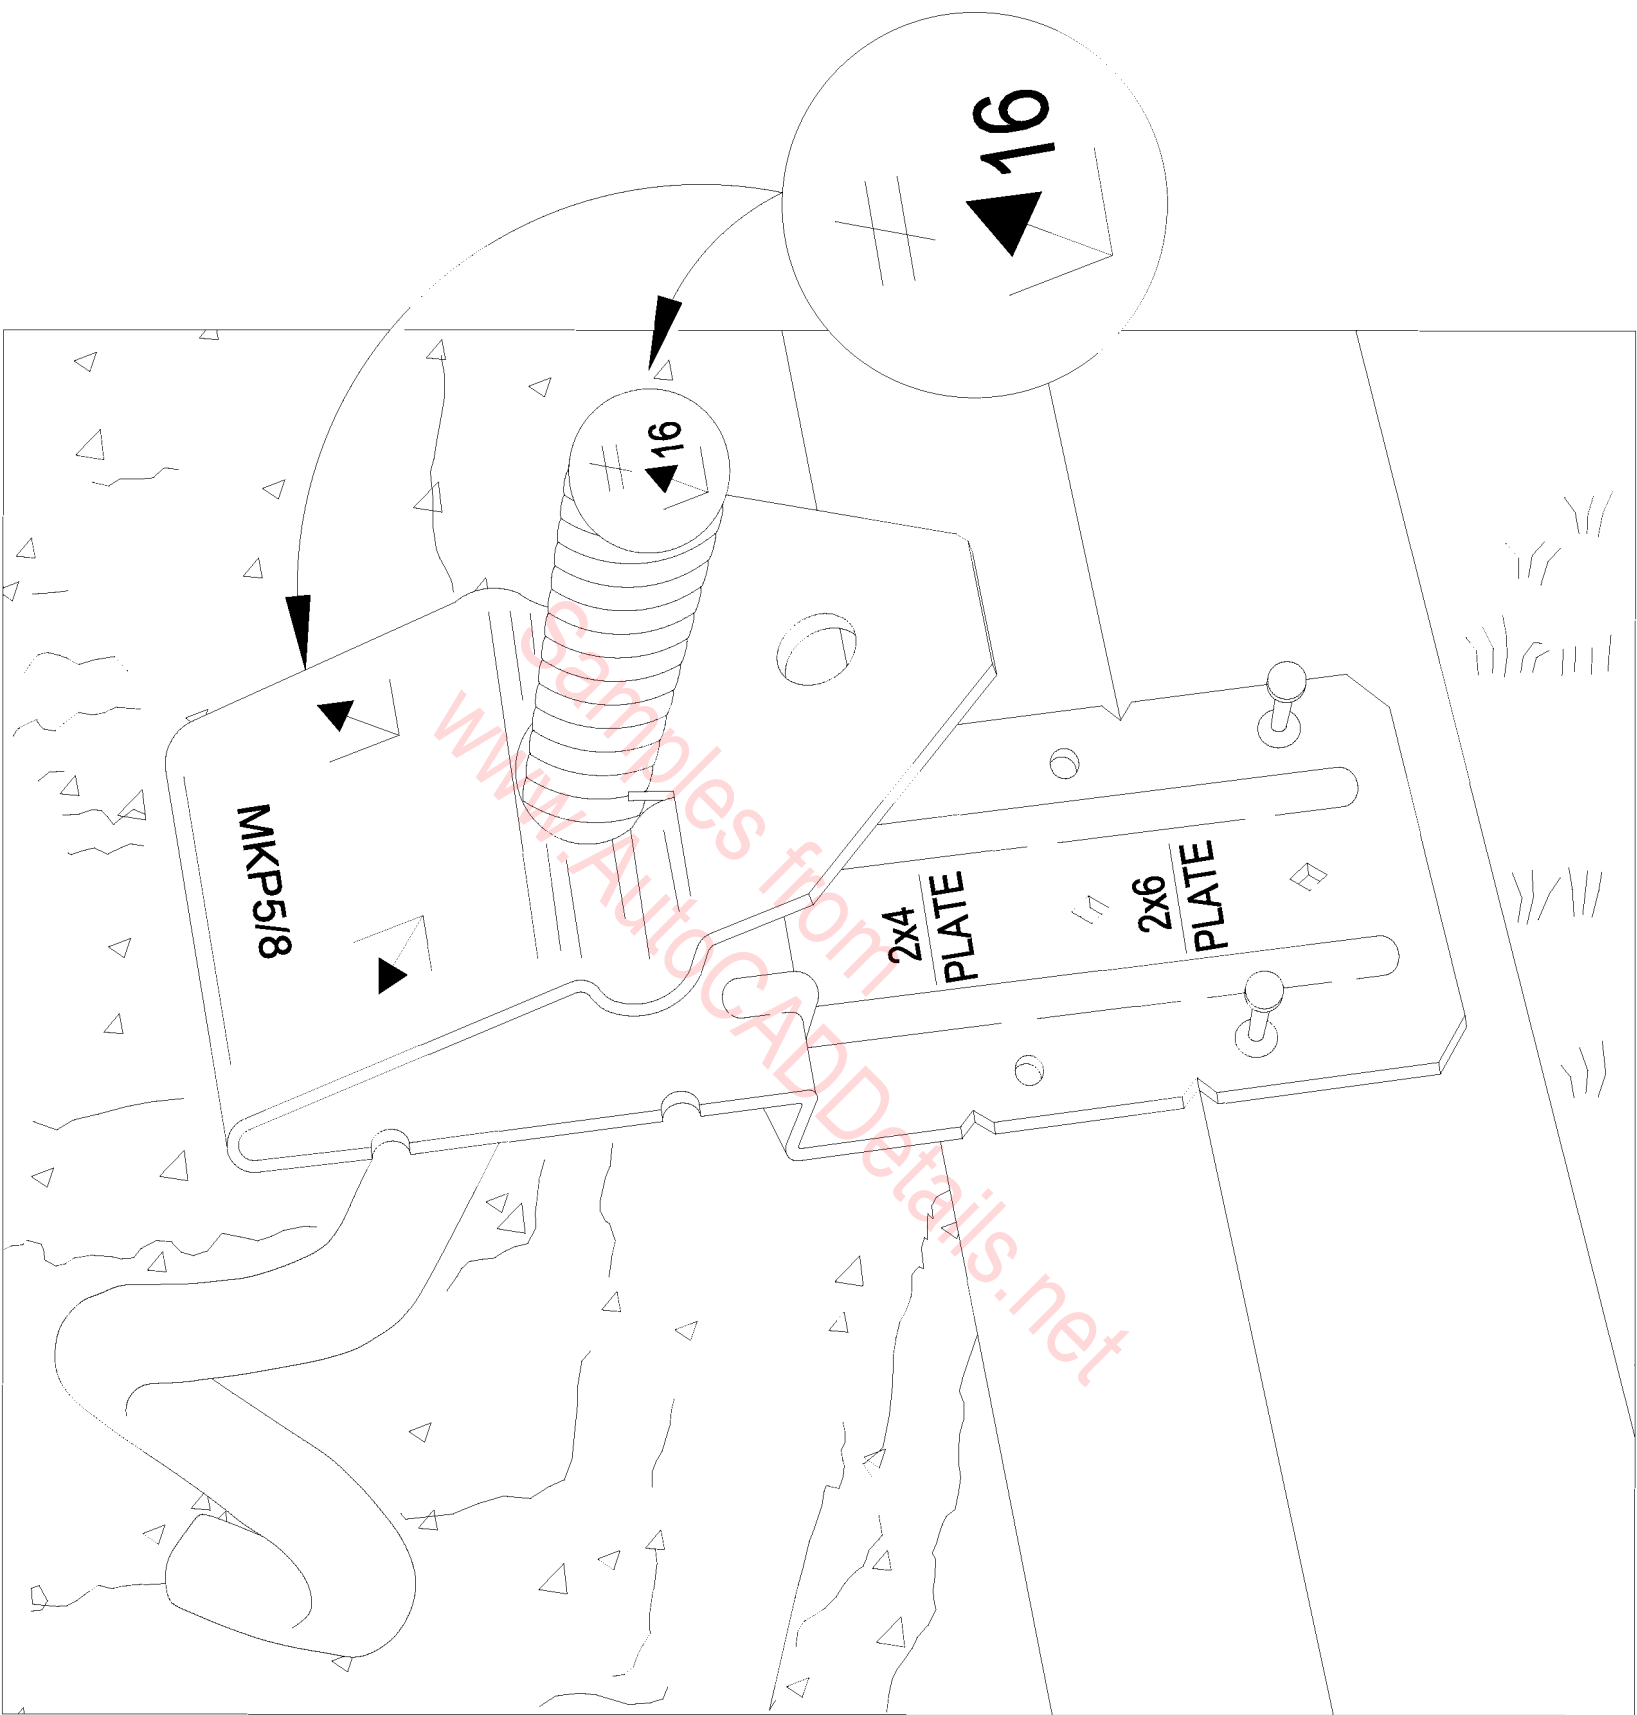 16
16
MKP5/8
2x4
PLATE
2x6
PLATE
Samples from
www.AutoCADDetails.net